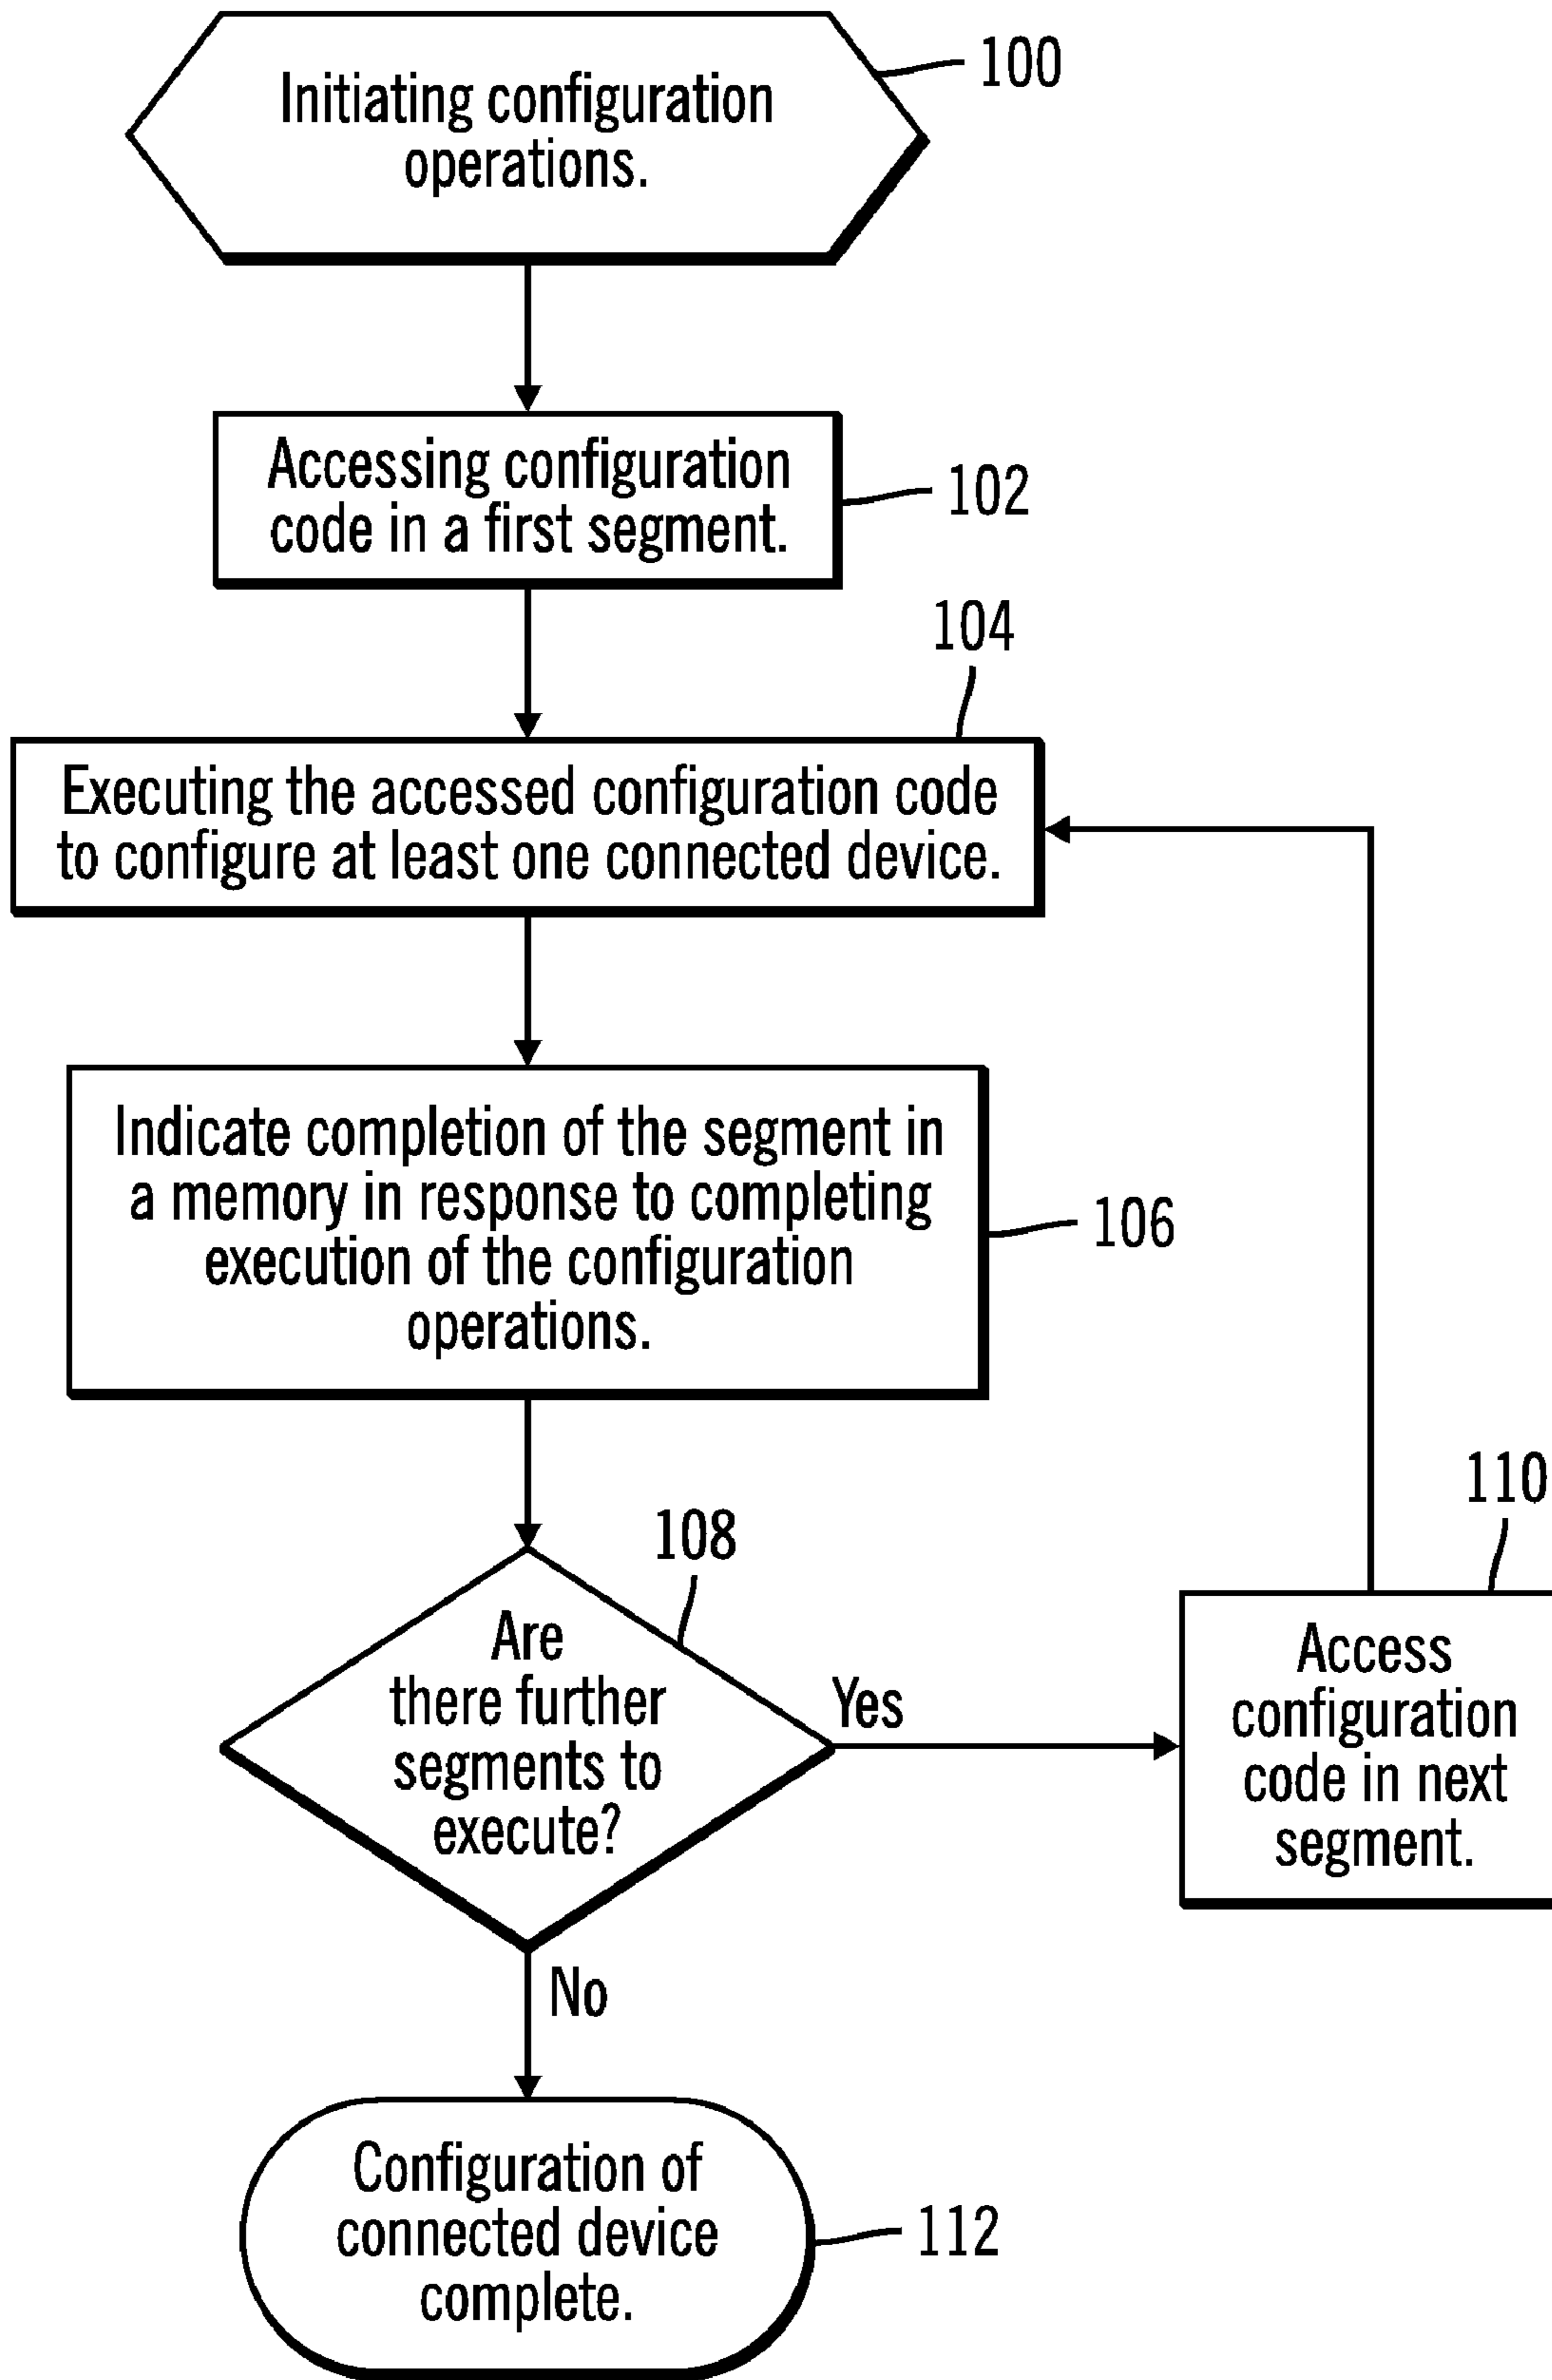 Initiating configuration
operations.
100
Accessing configuration
code in a first segment.
102
104
Executing the accessed configuration code
to configure at least one connected device.
Indicate completion of the segment in
a memory in response to completing
execution of the configuration
operations.
106
108
Are
there further
segments to
execute?
Yes
110
Access
configuration
code in next
segment.
No
Configuration of
connected device
complete.
112